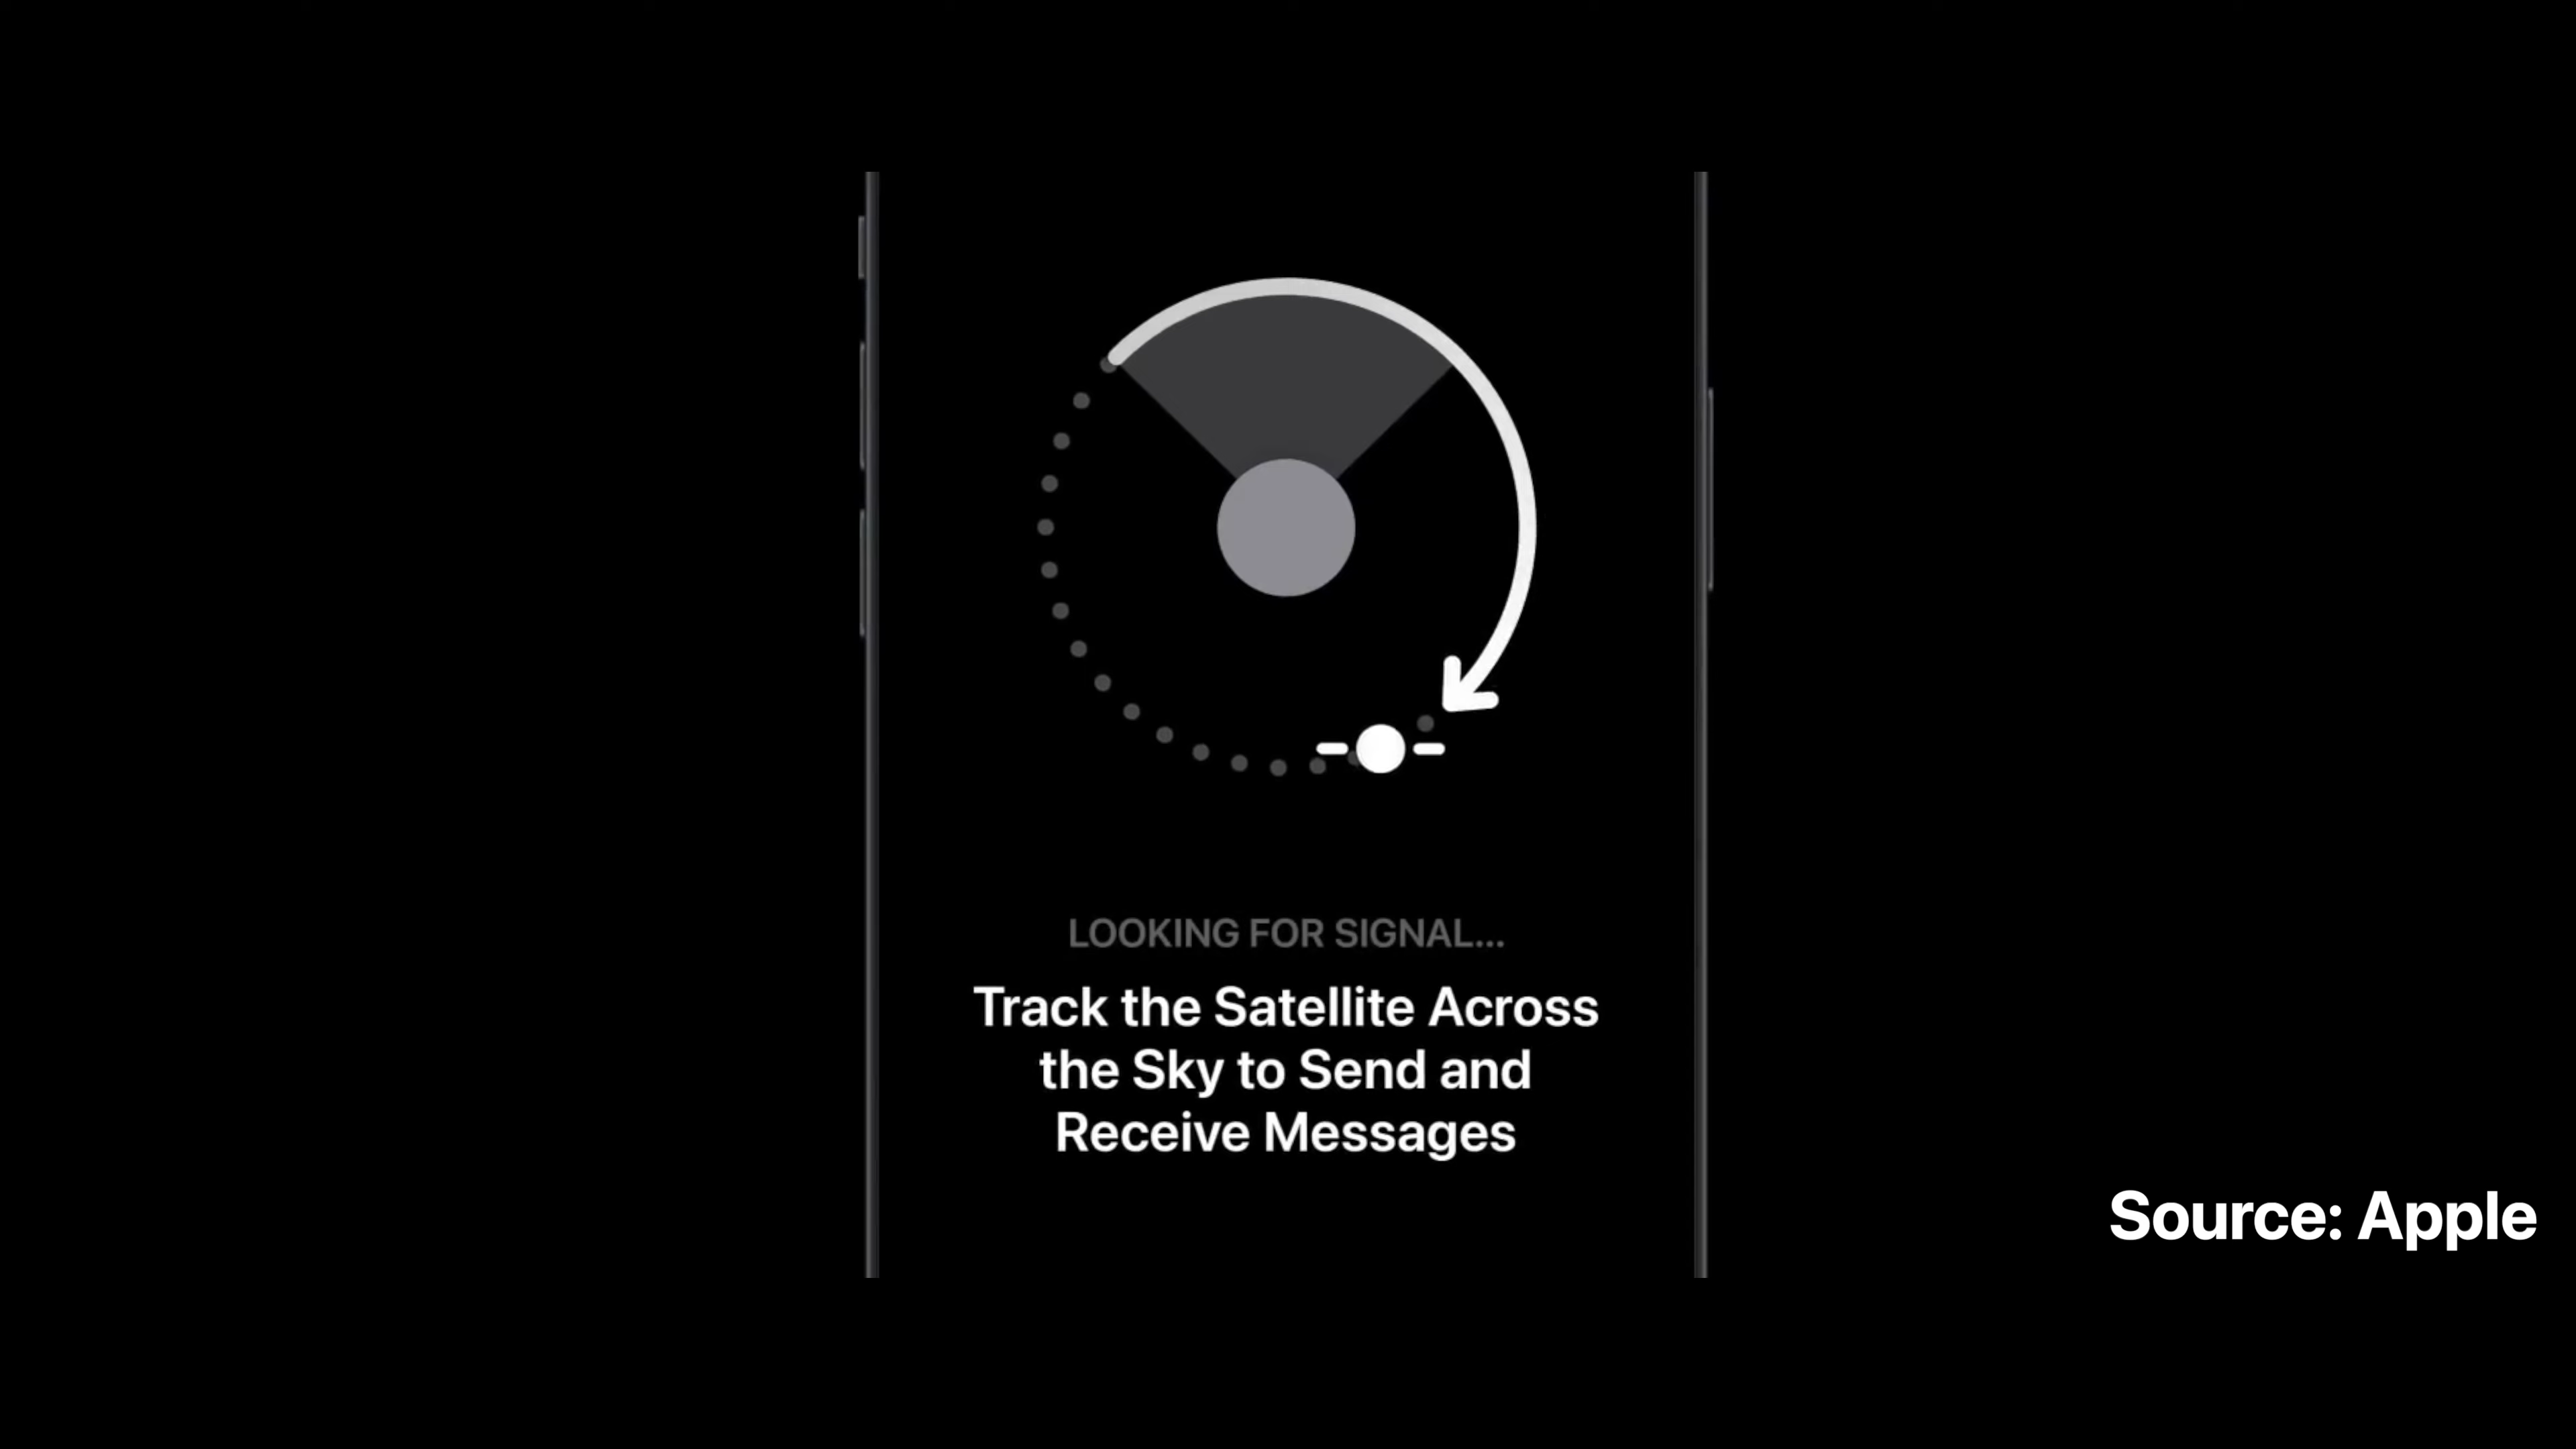 LOOKING FOR SIGNAL...
Track the Satellite Across
the Sky to Send and
Receive Messages
Source: Apple